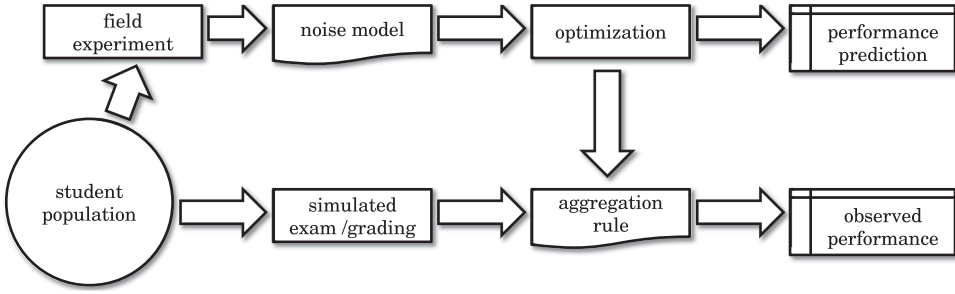 field
experiment
noise model
optimization
performance
prediction
student
population
simulated
exam /grading
aggregation
rule
observed
performance